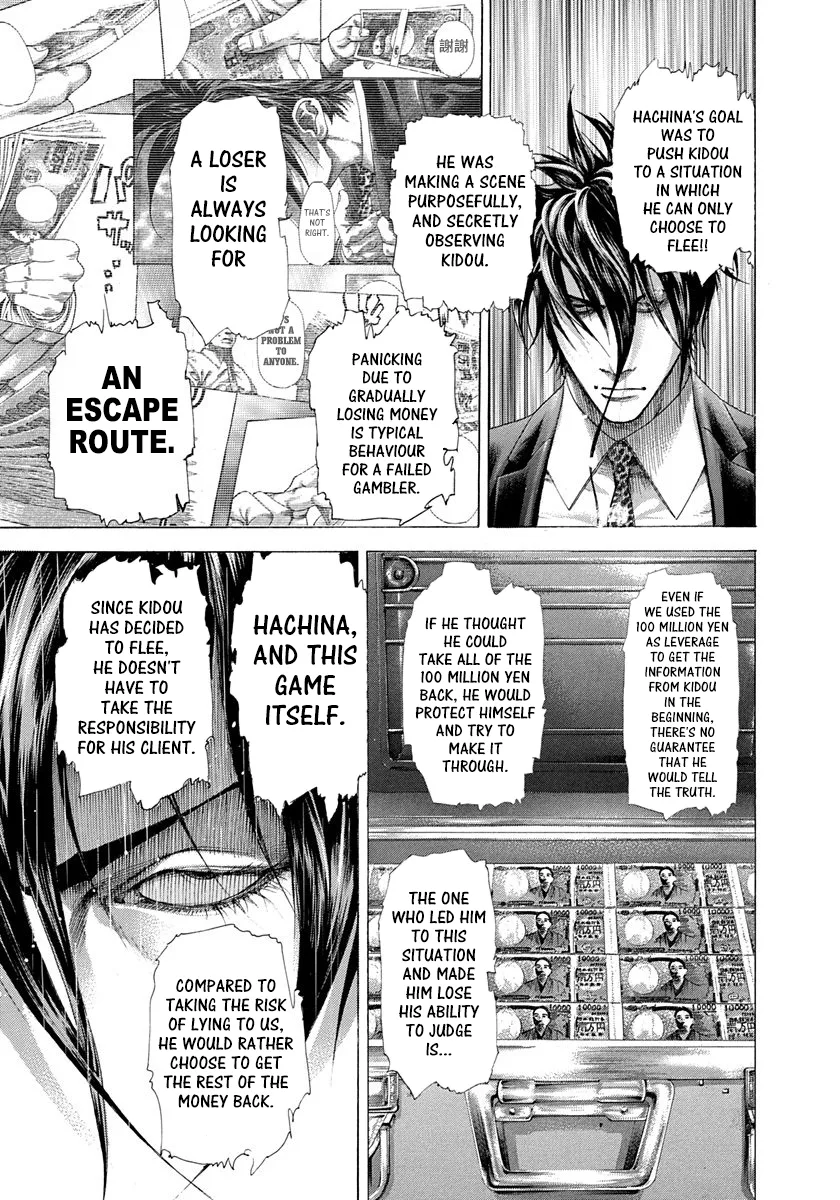 HACHINA'S GOAL
WAS TO
PUSH KIDOU
TO A SITUATION
IN WHICH
HE CAN ONLY
CHOOSE TO
FLEE!!
HE WAS
MAKING A SCENE
PURPOSEFULLY,
AND SECRETLY
OBSERVING
KIDOU.
謝謝
THAT'S
NOT
RIGHT.
PANICKING
DUE TO
GRADUALLY
LOSING MONEY
IS TYPICAL
BEHAVIOUR
FOR A FAILED
GAMBLER.
NOT A
PROBLEM
TO
ANYONE.
A LOSER
IS
ALWAYS
LOOKING
FOR
AN
ESCAPE
ROUTE.
EVEN IF
WE USED THE
100 MILLION YEN
AS LEVERAGE
TO GET THE
INFORMATION
FROM KIDOU
IN THE
BEGINNING,
THERE'S NO
GUARANTEE
THAT HE
WOULD TELL
THE TRUTH.
IF HE THOUGHT
HE COULD
TAKE ALL OF THE
100 MILLION YEN
BACK, HE WOULD
PROTECT HIMSELF
AND TRY TO
MAKE IT
THROUGH.
THE ONE
WHO LED HIM
TO THIS
SITUATION
AND MADE
HIM LOSE
HIS ABILITY
TO JUDGE
IS...
HACHINA,
AND THIS
GAME
ITSELF.
SINCE KIDOU
HAS DECIDED
TO FLEE,
HE DOESN'T
HAVE TO
TAKE THE
RESPONSIBILITY
FOR HIS CLIENT.
COMPARED TO
TAKING THE RISK
OF LYING TO US,
HE WOULD RATHER
CHOOSE TO GET
THE REST OF THE
MONEY BACK.